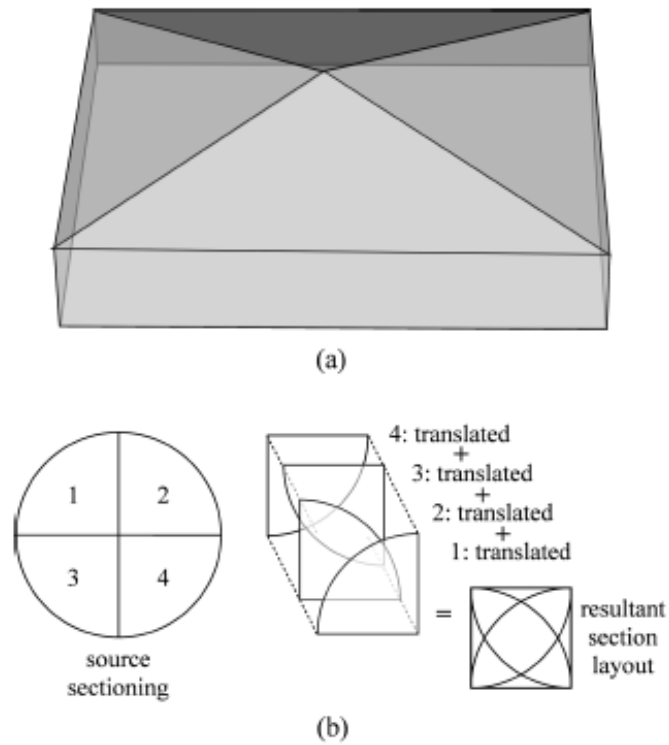 (a)
1 2
3 4
source
sectioning
4: translated
+
3: translated
+
2: translated
+
1: translated
=
resultant
section
layout
(b)